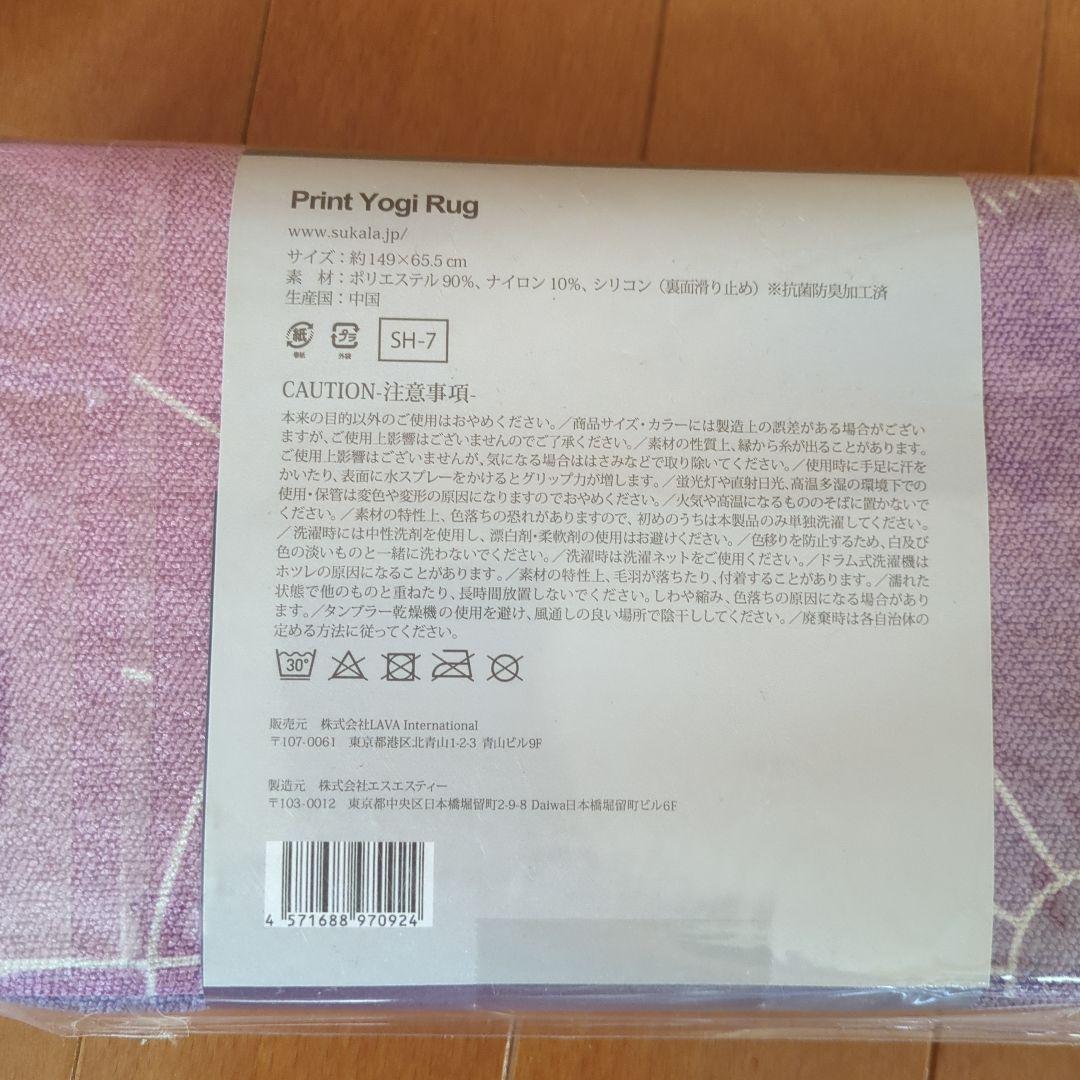 Print Yogi Rug
www.sukala.jp/
サイズ：約149×65.5cm
素　材：ポリエステル90％、ナイロン10％、シリコン（裏面滑り止め）※抗菌防臭加工済
生産国：中国
紙 プラ SH-7
巻紙 外袋
CAUTION-注意事項-
本来の目的以外のご使用はおやめください。／商品サイズ・カラーには製造上の誤差がある場合がござい
ますが、ご使用上影響はございませんのでご了承ください。／素材の性質上、縁から糸が出ることがあります。
ご使用上影響はございませんが、気になる場合ははさみなどで取り除いてください。／使用時に手足に汗を
かいたり、表面に水スプレーをかけるとグリップ力が増します。／蛍光灯や直射日光、高温多湿の環境下での
使用・保管は変色や変形の原因になりますのでおやめください。／火気や高温になるもののそばに置かないで
ください。／素材の特性上、色落ちの恐れがありますので、初めのうちは本製品のみ単独洗濯してください。
／洗濯時には中性洗剤を使用し、漂白剤・柔軟剤の使用はお避けください。／色移りを防止するため、白及び
色の淡いものと一緒に洗わないでください。／洗濯時は洗濯ネットをご使用ください。／ドラム式洗濯機は
ホツレの原因になることがあります。／素材の特性上、毛羽が落ちたり、付着することがあります。／濡れた
状態で他のものと重ねたり、長時間放置しないでください。しわや縮み、色落ちの原因になる場合があり
ます。／タンブラー乾燥機の使用を避け、風通しの良い場所で陰干ししてください。／廃棄時は各自治体の
定める方法に従ってください。
30°
販売元　株式会社LAVA International
〒107-0061　東京都港区北青山1-2-3 青山ビル9F
製造元　株式会社エスエスティー
〒103-0012　東京都中央区日本橋堀留町2-9-8 Daiwa日本橋堀留町ビル6F
4 571688 970924